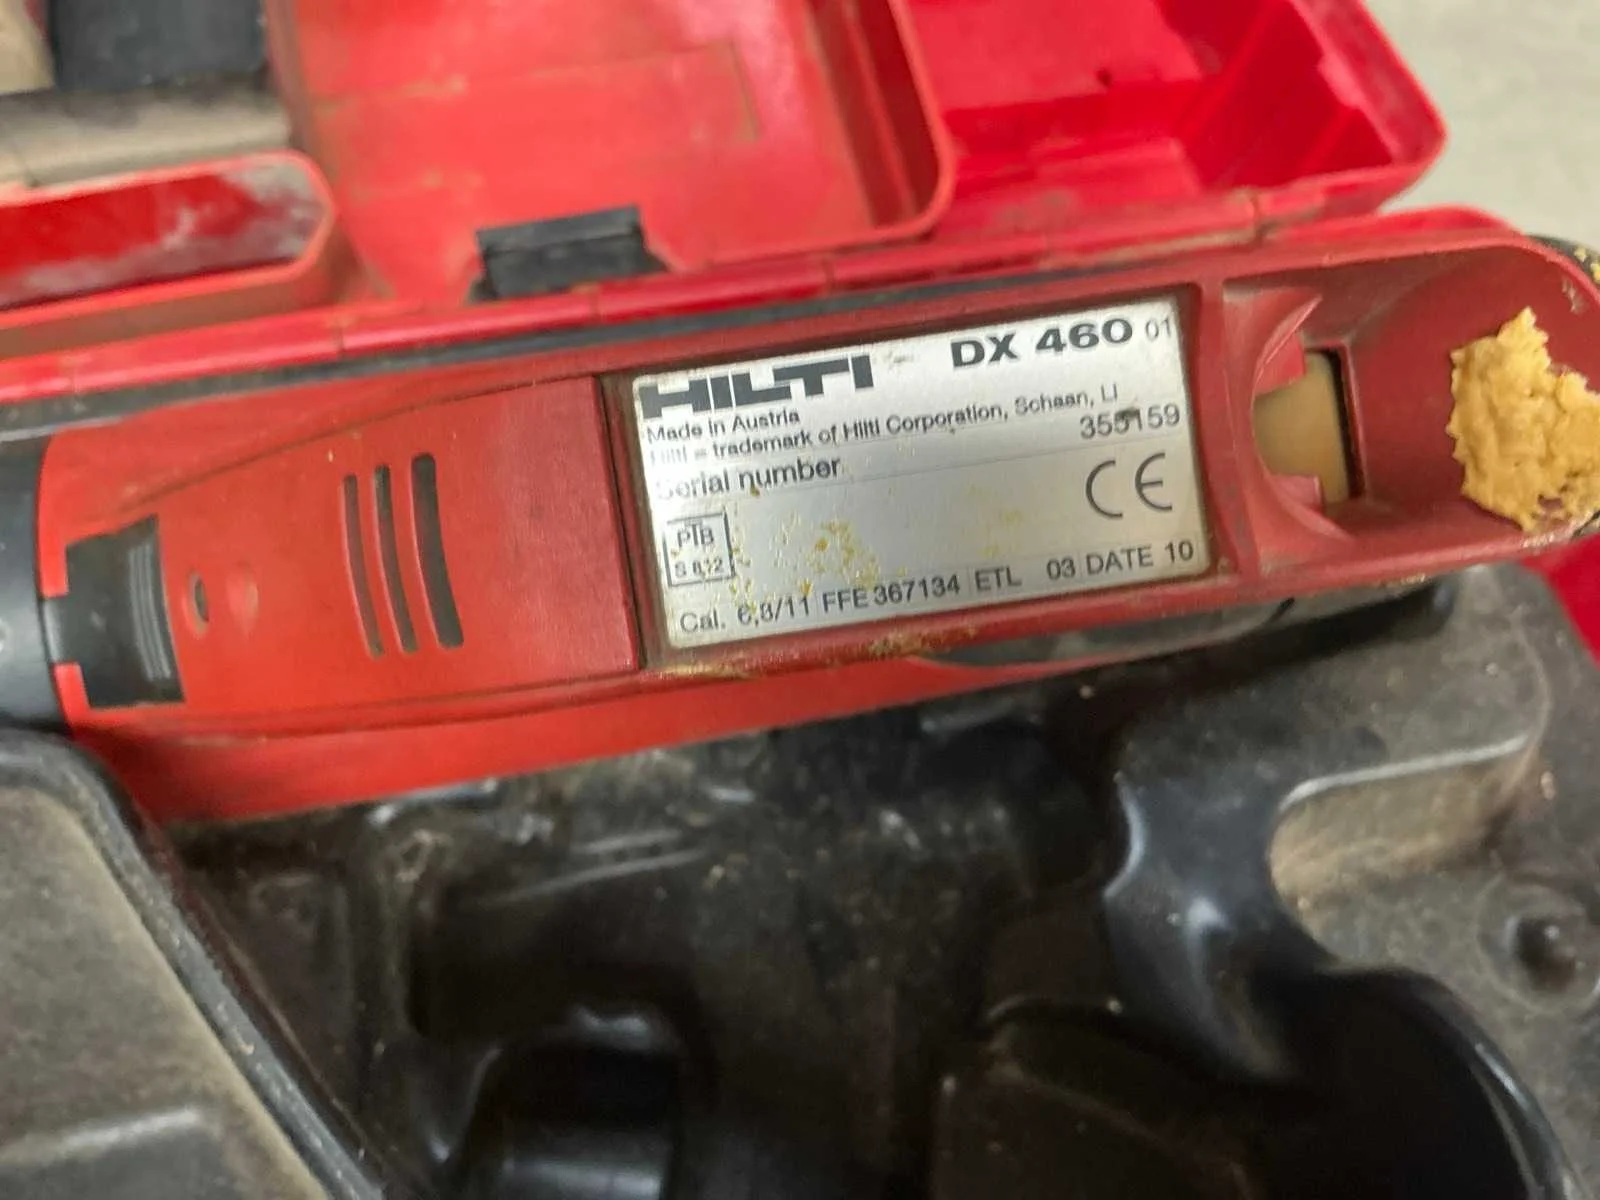 HILTI DX 460 01
Made in Austria
Hilti = trademark of Hilti Corporation, Schaan, LI
Serial number 355159
PTB
S 812
CE
Cal. 6,8/11 FFE 367134 ETL 03 DATE 10